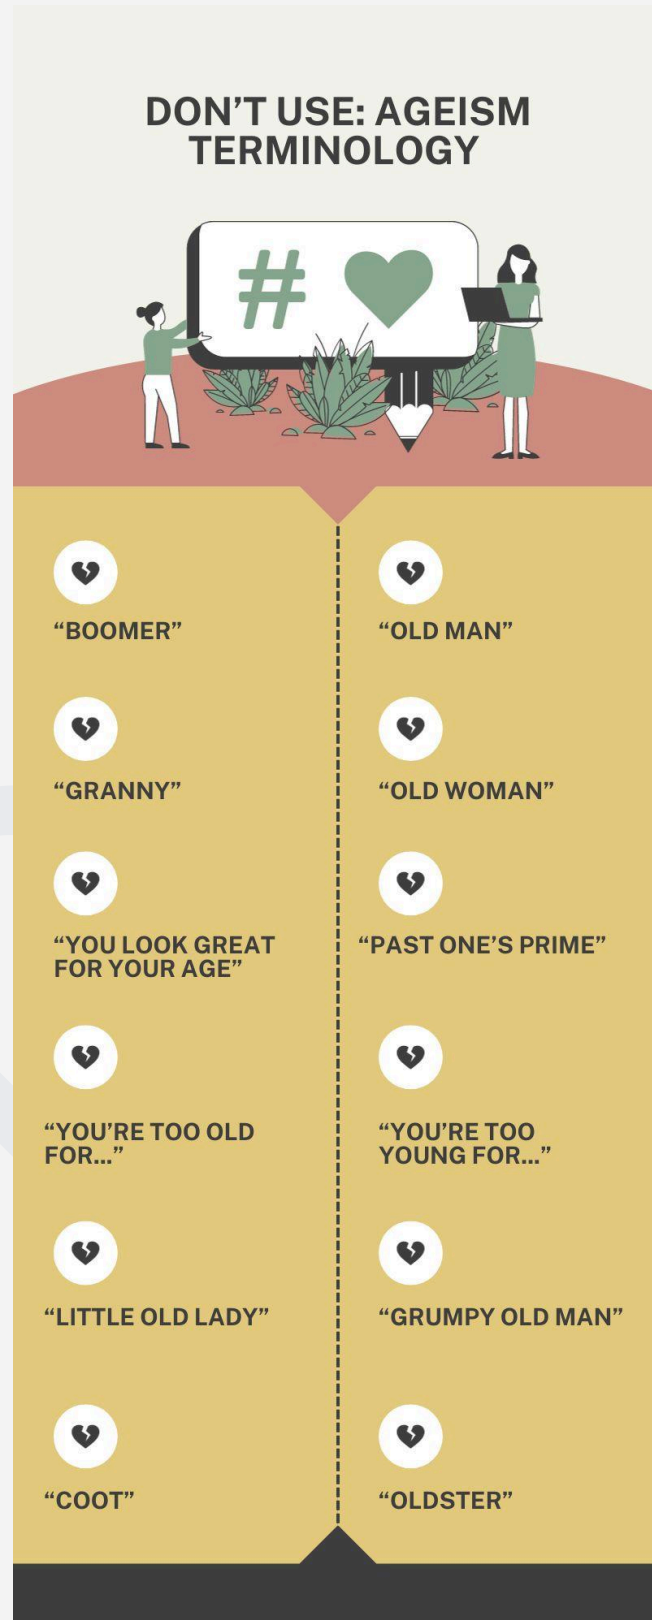 DON'T USE: AGEISM
TERMINOLOGY
#
“BOOMER”
“OLD MAN”
“GRANNY”
“OLD WOMAN”
“YOU LOOK GREAT
FOR YOUR AGE”
“PAST ONE’S PRIME”
“YOU’RE TOO OLD
FOR...”
“YOU’RE TOO
YOUNG FOR...”
“LITTLE OLD LADY”
“GRUMPY OLD MAN”
“COOT”
“OLDSTER”